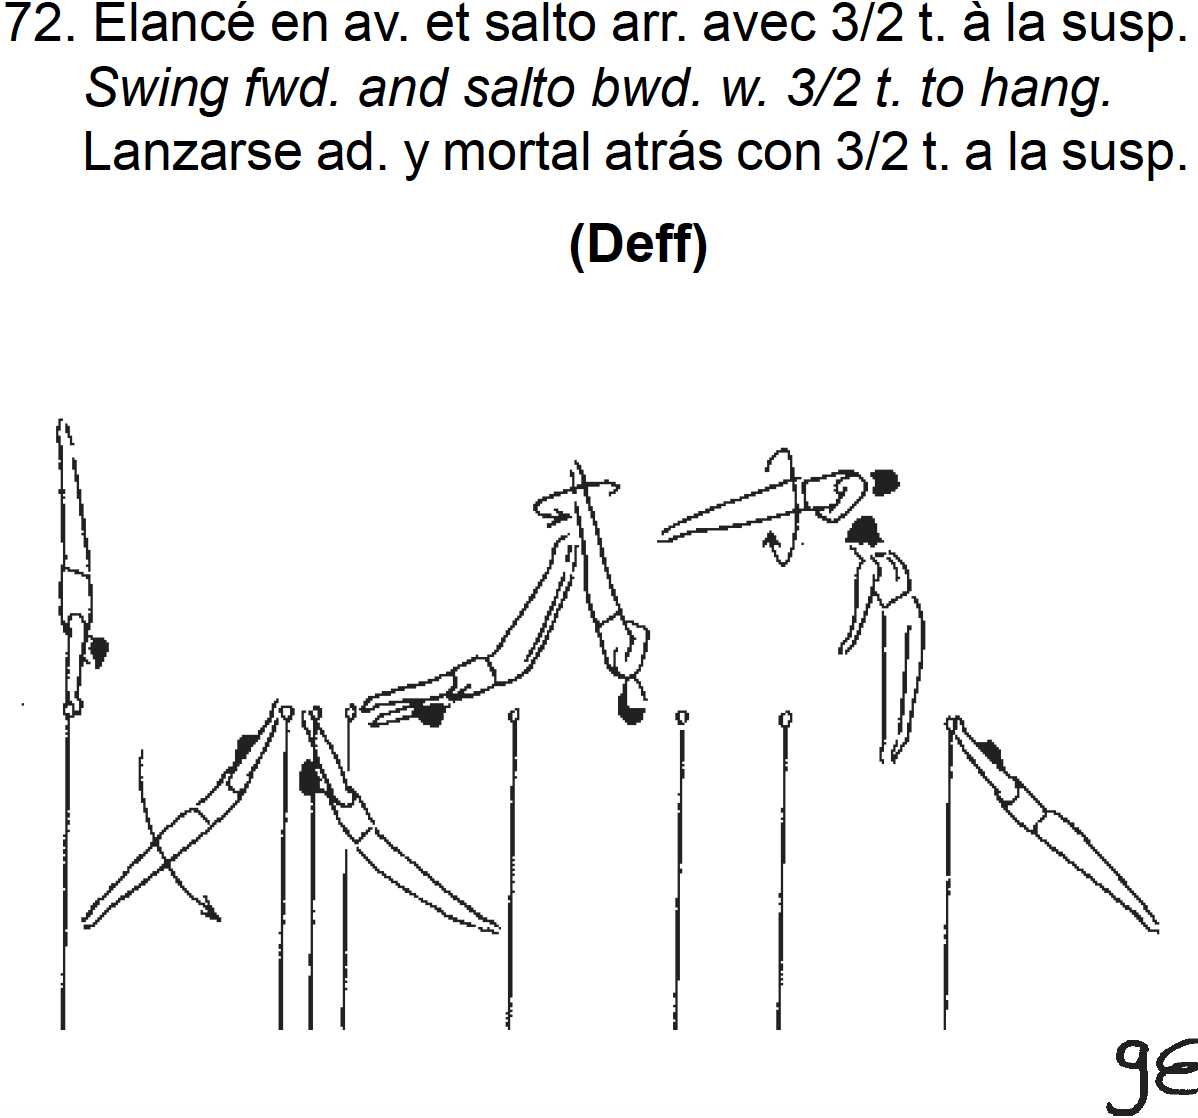 72. Elancé en av. et salto arr. avec 3/2 t. à la susp.
Swing fwd. and salto bwd. w. 3/2 t. to hang.
Lanzarse ad. y mortal atrás con 3/2 t. a la susp.
(Deff)